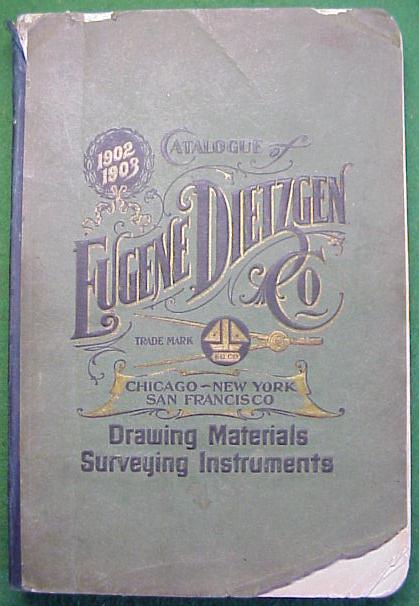 1902
1903
CATALOGUE of
EUGENE DIETZGEN
CO
TRADE MARK
CHICAGO-NEW YORK
SAN FRANCISCO
Drawing Materials
Surveying Instruments